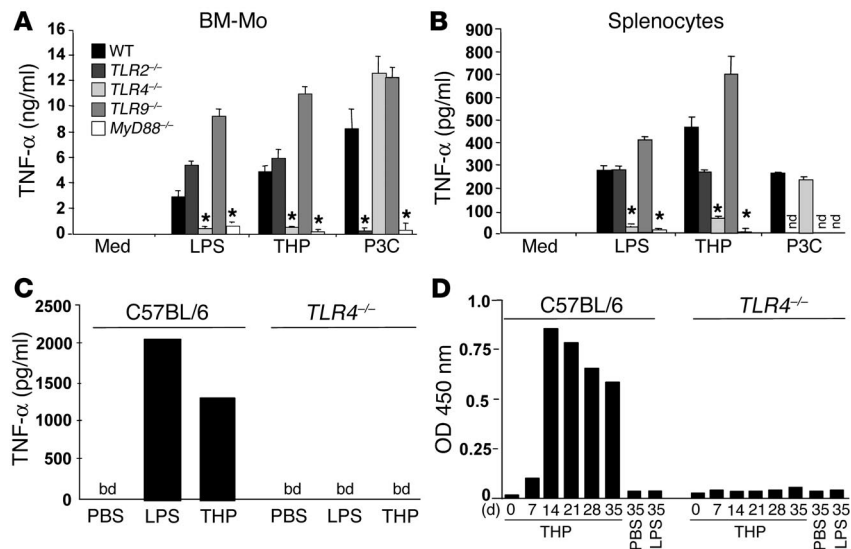 A
BM-Mo
TNF-α (ng/ml)
16
14
12
10
8
6
4
2
0
WT
TLR2⁻/⁻
TLR4⁻/⁻
TLR9⁻/⁻
MyD88⁻/⁻
* * * * * *
Med LPS THP P3C
B
Splenocytes
TNF-α (pg/ml)
900
800
700
600
500
400
300
200
100
0
* * * * nd nd nd
Med LPS THP P3C
C
C57BL/6 TLR4⁻/⁻
TNF-α (pg/ml)
2500
2000
1500
1000
500
0
bd bd bd bd
PBS LPS THP PBS LPS THP
D
C57BL/6 TLR4⁻/⁻
OD 450 nm
1.0
0.75
0.5
0.25
0
(d) 0 7 14 21 28 35 35 35 0 7 14 21 28 35 35 35
THP PBS LPS THP PBS LPS